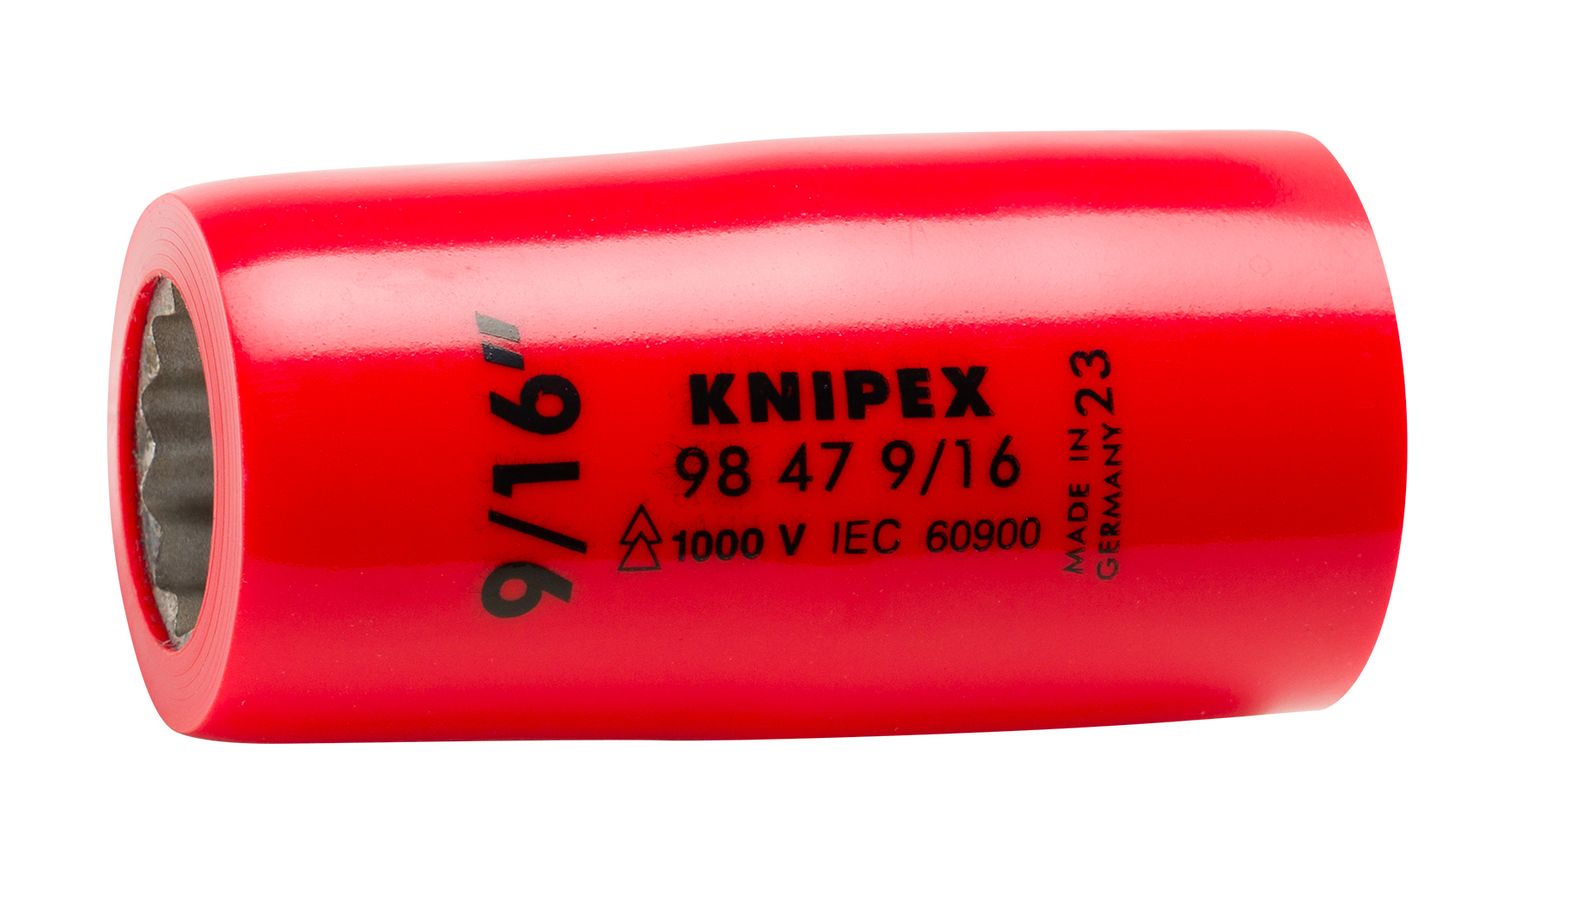 9/16"
KNIPEX
98 47 9/16
1000 V IEC 60900
MADE IN
GERMANY 23